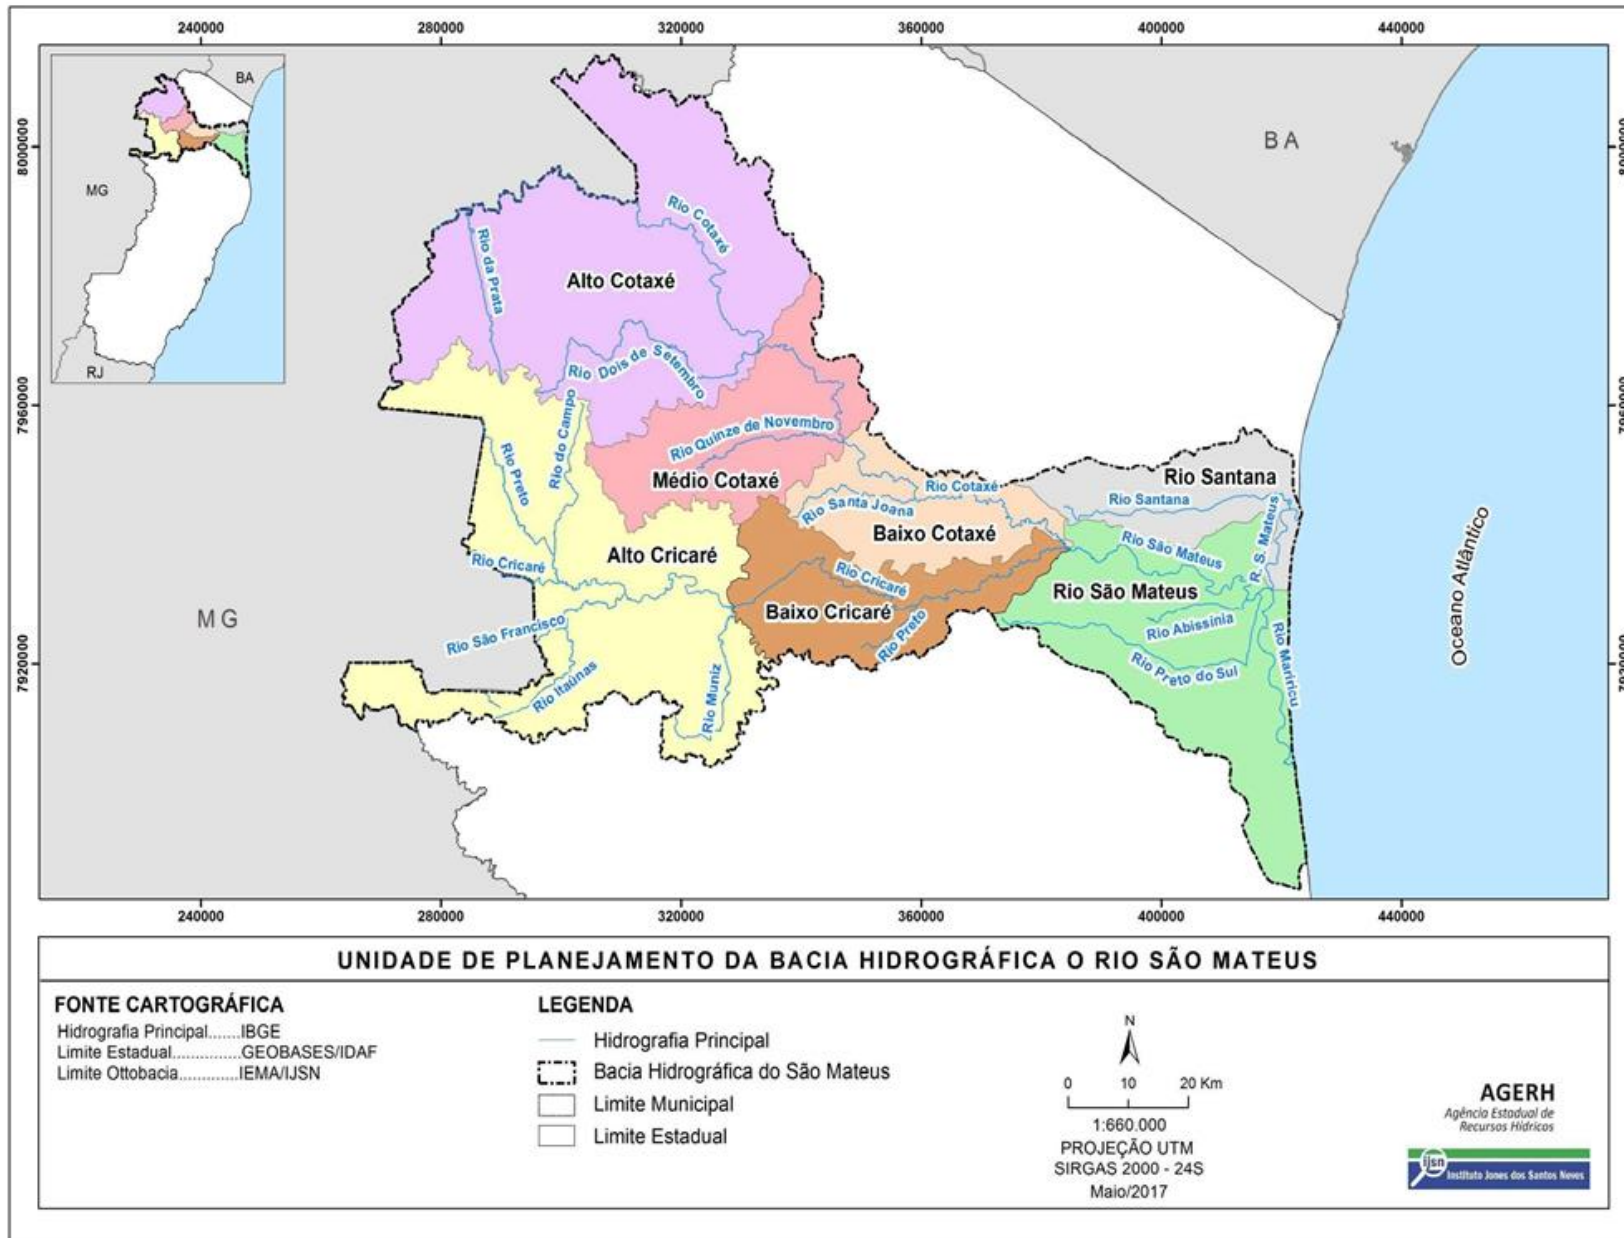 240000 280000 320000 360000 400000 440000
BA
MG
RJ
8000000
8000000
7960000
7960000
7920000
7920000
BA
MG
Oceano Atlântico
Rio Cotaxé
Rio da Prata
Alto Cotaxé
Rio Dois de Setembro
Rio do Campo
Rio Quinze de Novembro
Rio Preto
Médio Cotaxé
Rio Santana
Rio Cotaxé
Rio Santana
Rio Santa Joana
R. S. Mateus
Baixo Cotaxé
Rio São Mateus
Alto Cricaré
Rio Cricaré
Rio Cricaré
Rio São Mateus
Baixo Cricaré
Rio São Francisco
Rio Preto
Rio Abissínia
Rio Mariricu
Rio Preto do Sul
Rio Itaúnas
Rio Muniz
240000 280000 320000 360000 400000 440000
UNIDADE DE PLANEJAMENTO DA BACIA HIDROGRÁFICA O RIO SÃO MATEUS
FONTE CARTOGRÁFICA
Hidrografia Principal.......IBGE
Limite Estadual...............GEOBASES/IDAF
Limite Ottobacia.............IEMA/IJSN
LEGENDA
Hidrografia Principal
Bacia Hidrográfica do São Mateus
Limite Municipal
Limite Estadual
N
0 10 20 Km
1:660.000
PROJEÇÃO UTM
SIRGAS 2000 - 24S
Maio/2017
AGERH
Agência Estadual de
Recursos Hídricos
ijsn
Instituto Jones dos Santos Neves